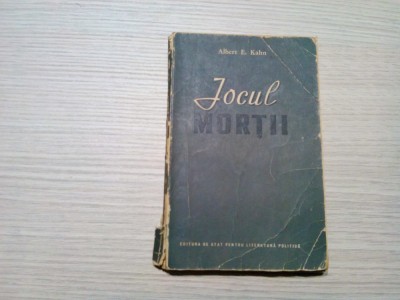 Albert E. Kahn
Jocul
MORȚII
EDITURA DE STAT PENTRU LITERATURĂ POLITICĂ